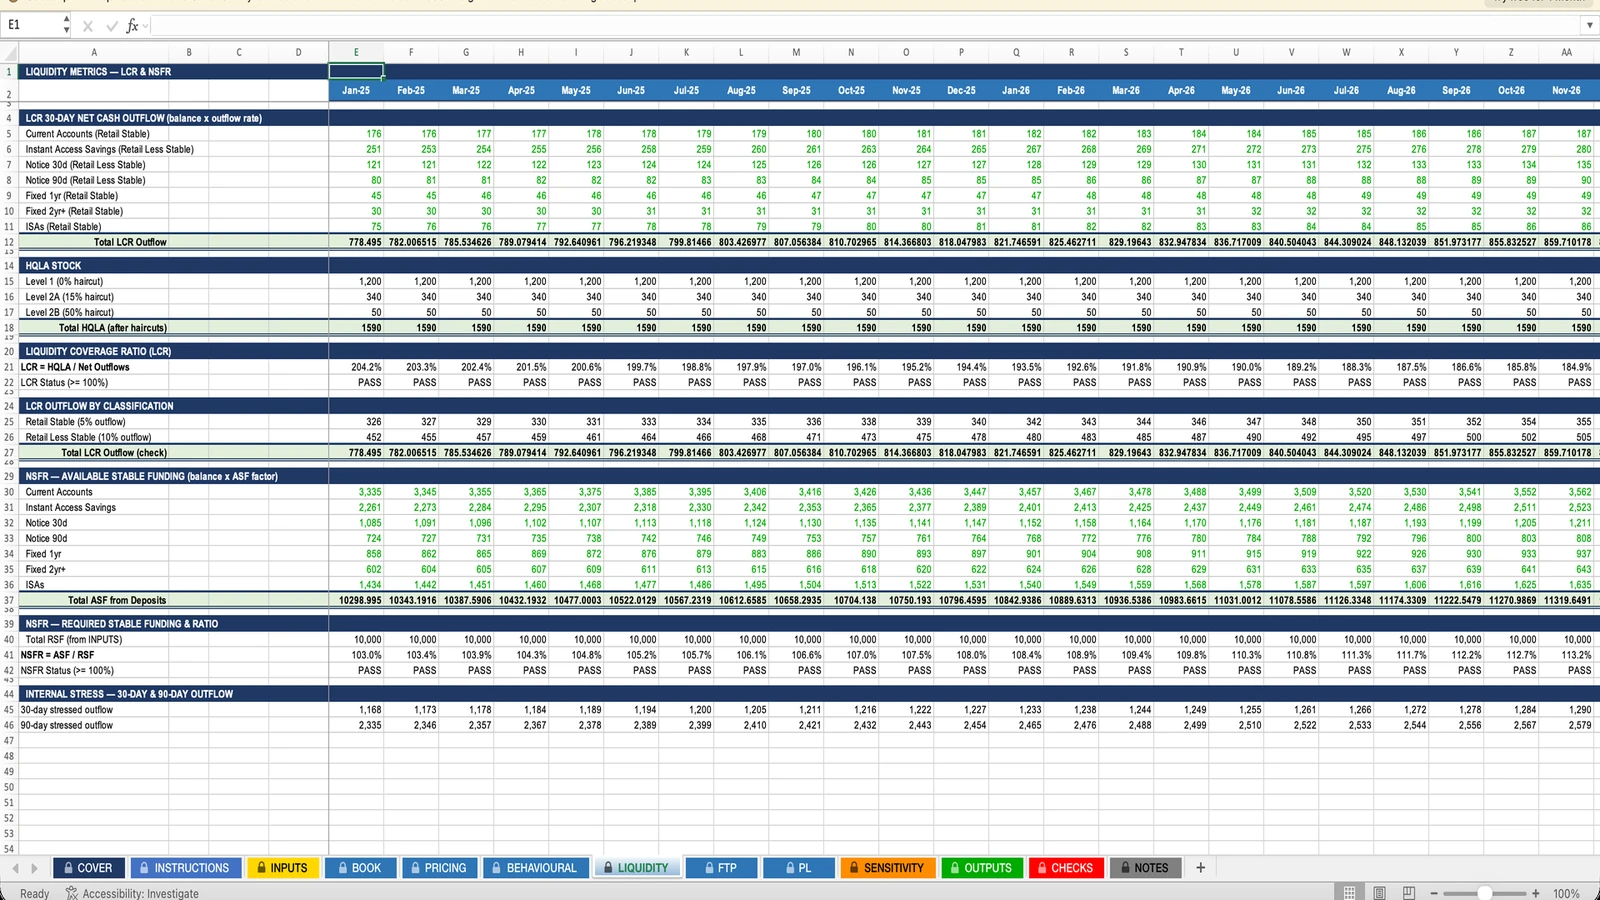 E1 fx
A B C D E F G H I J K L M N O P Q R S T U V W X Y Z AA
1 LIQUIDITY METRICS — LCR & NSFR
2 Jan-25 Feb-25 Mar-25 Apr-25 May-25 Jun-25 Jul-25 Aug-25 Sep-25 Oct-25 Nov-25 Dec-25 Jan-26 Feb-26 Mar-26 Apr-26 May-26 Jun-26 Jul-26 Aug-26 Sep-26 Oct-26 Nov-26
4 LCR 30-DAY NET CASH OUTFLOW (balance x outflow rate)
5 Current Accounts (Retail Stable) 176 176 177 177 178 178 179 179 180 180 181 181 182 182 183 184 184 185 185 186 186 187 187
6 Instant Access Savings (Retail Less Stable) 251 253 254 255 256 258 259 260 261 263 264 265 267 268 269 271 272 273 275 276 278 279 280
7 Notice 30d (Retail Less Stable) 121 121 122 122 123 124 124 125 126 126 127 127 128 129 129 130 131 131 132 133 133 134 135
8 Notice 90d (Retail Less Stable) 80 81 81 82 82 82 83 83 84 84 85 85 85 86 86 87 87 88 88 88 89 89 90
9 Fixed 1yr (Retail Stable) 45 45 46 46 46 46 46 46 47 47 47 47 47 48 48 48 48 48 49 49 49 49 49
10 Fixed 2yr+ (Retail Stable) 30 30 30 30 31 31 31 31 31 31 31 31 31 31 31 31 32 32 32 32 32 32 32
11 ISAs (Retail Stable) 75 76 76 77 77 78 78 79 79 80 80 81 81 82 82 83 83 84 84 85 85 86 86
12 Total LCR Outflow 778.495 782.006515 785.534626 789.079414 792.640961 796.219348 799.81466 803.426977 807.056384 810.702965 814.366803 818.047983 821.746591 825.462711 829.19643 832.947834 836.717009 840.504043 844.309024 848.132039 851.973177 855.832527 859.710178
14 HQLA STOCK
15 Level 1 (0% haircut) 1,200 1,200 1,200 1,200 1,200 1,200 1,200 1,200 1,200 1,200 1,200 1,200 1,200 1,200 1,200 1,200 1,200 1,200 1,200 1,200 1,200 1,200 1,200
16 Level 2A (15% haircut) 340 340 340 340 340 340 340 340 340 340 340 340 340 340 340 340 340 340 340 340 340 340 340
17 Level 2B (50% haircut) 50 50 50 50 50 50 50 50 50 50 50 50 50 50 50 50 50 50 50 50 50 50 50
18 Total HQLA (after haircuts) 1590 1590 1590 1590 1590 1590 1590 1590 1590 1590 1590 1590 1590 1590 1590 1590 1590 1590 1590 1590 1590 1590 1590
20 LIQUIDITY COVERAGE RATIO (LCR)
21 LCR = HQLA / Net Outflows 204.2% 203.3% 202.4% 201.5% 200.6% 199.7% 198.8% 197.9% 197.0% 196.1% 195.2% 194.4% 193.5% 192.6% 191.8% 190.9% 190.0% 189.2% 188.3% 187.5% 186.6% 185.8% 184.9%
22 LCR Status (>= 100%) PASS PASS PASS PASS PASS PASS PASS PASS PASS PASS PASS PASS PASS PASS PASS PASS PASS PASS PASS PASS PASS PASS PASS
24 LCR OUTFLOW BY CLASSIFICATION
25 Retail Stable (5% outflow) 326 327 329 330 331 333 334 335 336 338 339 340 342 343 344 346 347 348 350 351 352 354 355
26 Retail Less Stable (10% outflow) 452 455 457 459 461 464 466 468 471 473 475 478 480 483 485 487 490 492 495 497 500 502 505
27 Total LCR Outflow (check) 778.495 782.006515 785.534626 789.079414 792.640961 796.219348 799.81466 803.426977 807.056384 810.702965 814.366803 818.047983 821.746591 825.462711 829.19643 832.947834 836.717009 840.504043 844.309024 848.132039 851.973177 855.832527 859.710178
29 NSFR — AVAILABLE STABLE FUNDING (balance x ASF factor)
30 Current Accounts 3,335 3,345 3,355 3,365 3,375 3,385 3,395 3,406 3,416 3,426 3,436 3,447 3,457 3,467 3,478 3,488 3,499 3,509 3,520 3,530 3,541 3,552 3,562
31 Instant Access Savings 2,261 2,273 2,284 2,295 2,307 2,318 2,330 2,342 2,353 2,365 2,377 2,389 2,401 2,413 2,425 2,437 2,449 2,461 2,474 2,486 2,498 2,511 2,523
32 Notice 30d 1,085 1,091 1,096 1,102 1,107 1,113 1,118 1,124 1,130 1,135 1,141 1,147 1,152 1,158 1,164 1,170 1,176 1,181 1,187 1,193 1,199 1,205 1,211
33 Notice 90d 724 727 731 735 738 742 746 749 753 757 761 764 768 772 776 780 784 788 792 796 800 803 808
34 Fixed 1yr 858 862 865 869 872 876 879 883 886 890 893 897 901 904 908 911 915 919 922 926 930 933 937
35 Fixed 2yr+ 602 604 605 607 609 611 613 615 616 618 620 622 624 626 628 629 631 633 635 637 639 641 643
36 ISAs 1,434 1,442 1,451 1,460 1,468 1,477 1,486 1,495 1,504 1,513 1,522 1,531 1,540 1,549 1,559 1,568 1,578 1,587 1,597 1,606 1,616 1,625 1,635
37 Total ASF from Deposits 10298.995 10343.1916 10387.5906 10432.1932 10477.0003 10522.0129 10567.2319 10612.6585 10658.2935 10704.138 10750.193 10796.4595 10842.9386 10889.6313 10936.5386 10983.6615 11031.0012 11078.5586 11126.3348 11174.3309 11222.5479 11270.9869 11319.6491
39 NSFR — REQUIRED STABLE FUNDING & RATIO
40 Total RSF (from INPUTS) 10,000 10,000 10,000 10,000 10,000 10,000 10,000 10,000 10,000 10,000 10,000 10,000 10,000 10,000 10,000 10,000 10,000 10,000 10,000 10,000 10,000 10,000 10,000
41 NSFR = ASF / RSF 103.0% 103.4% 103.9% 104.3% 104.8% 105.2% 105.7% 106.1% 106.6% 107.0% 107.5% 108.0% 108.4% 108.9% 109.4% 109.8% 110.3% 110.8% 111.3% 111.7% 112.2% 112.7% 113.2%
42 NSFR Status (>= 100%) PASS PASS PASS PASS PASS PASS PASS PASS PASS PASS PASS PASS PASS PASS PASS PASS PASS PASS PASS PASS PASS PASS PASS
44 INTERNAL STRESS — 30-DAY & 90-DAY OUTFLOW
45 30-day stressed outflow 1,168 1,173 1,178 1,184 1,189 1,194 1,200 1,205 1,211 1,216 1,222 1,227 1,233 1,238 1,244 1,249 1,255 1,261 1,266 1,272 1,278 1,284 1,290
46 90-day stressed outflow 2,335 2,346 2,357 2,367 2,378 2,389 2,399 2,410 2,421 2,432 2,443 2,454 2,465 2,476 2,488 2,499 2,510 2,522 2,533 2,544 2,556 2,567 2,579
47
48
49
50
51
52
53
54
COVER INSTRUCTIONS INPUTS BOOK PRICING BEHAVIOURAL LIQUIDITY FTP PL SENSITIVITY OUTPUTS CHECKS NOTES +
Ready Accessibility: Investigate 100%